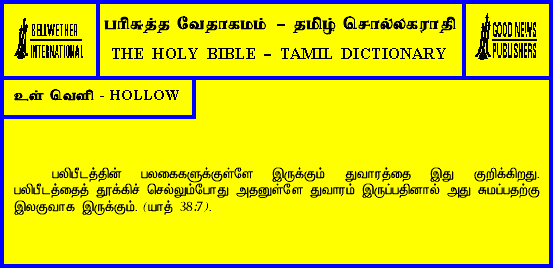 BELLWETHER
INTERNATIONAL
பரிசுத்த வேதாகமம் – தமிழ் சொல்லகராதி
THE HOLY BIBLE – TAMIL DICTIONARY
GOOD NEWS
PUBLISHERS
உள் வெளி - HOLLOW
பலிபீடத்தின் பலகைகளுக்குள்ளே இருக்கும் துவாரத்தை இது குறிக்கிறது.
பலிபீடத்தைத் தூக்கிச் செல்லும்போது அதனுள்ளே துவாரம் இருப்பதினால் அது சுமப்பதற்கு
இலகுவாக இருக்கும். (யாத் 38:7).